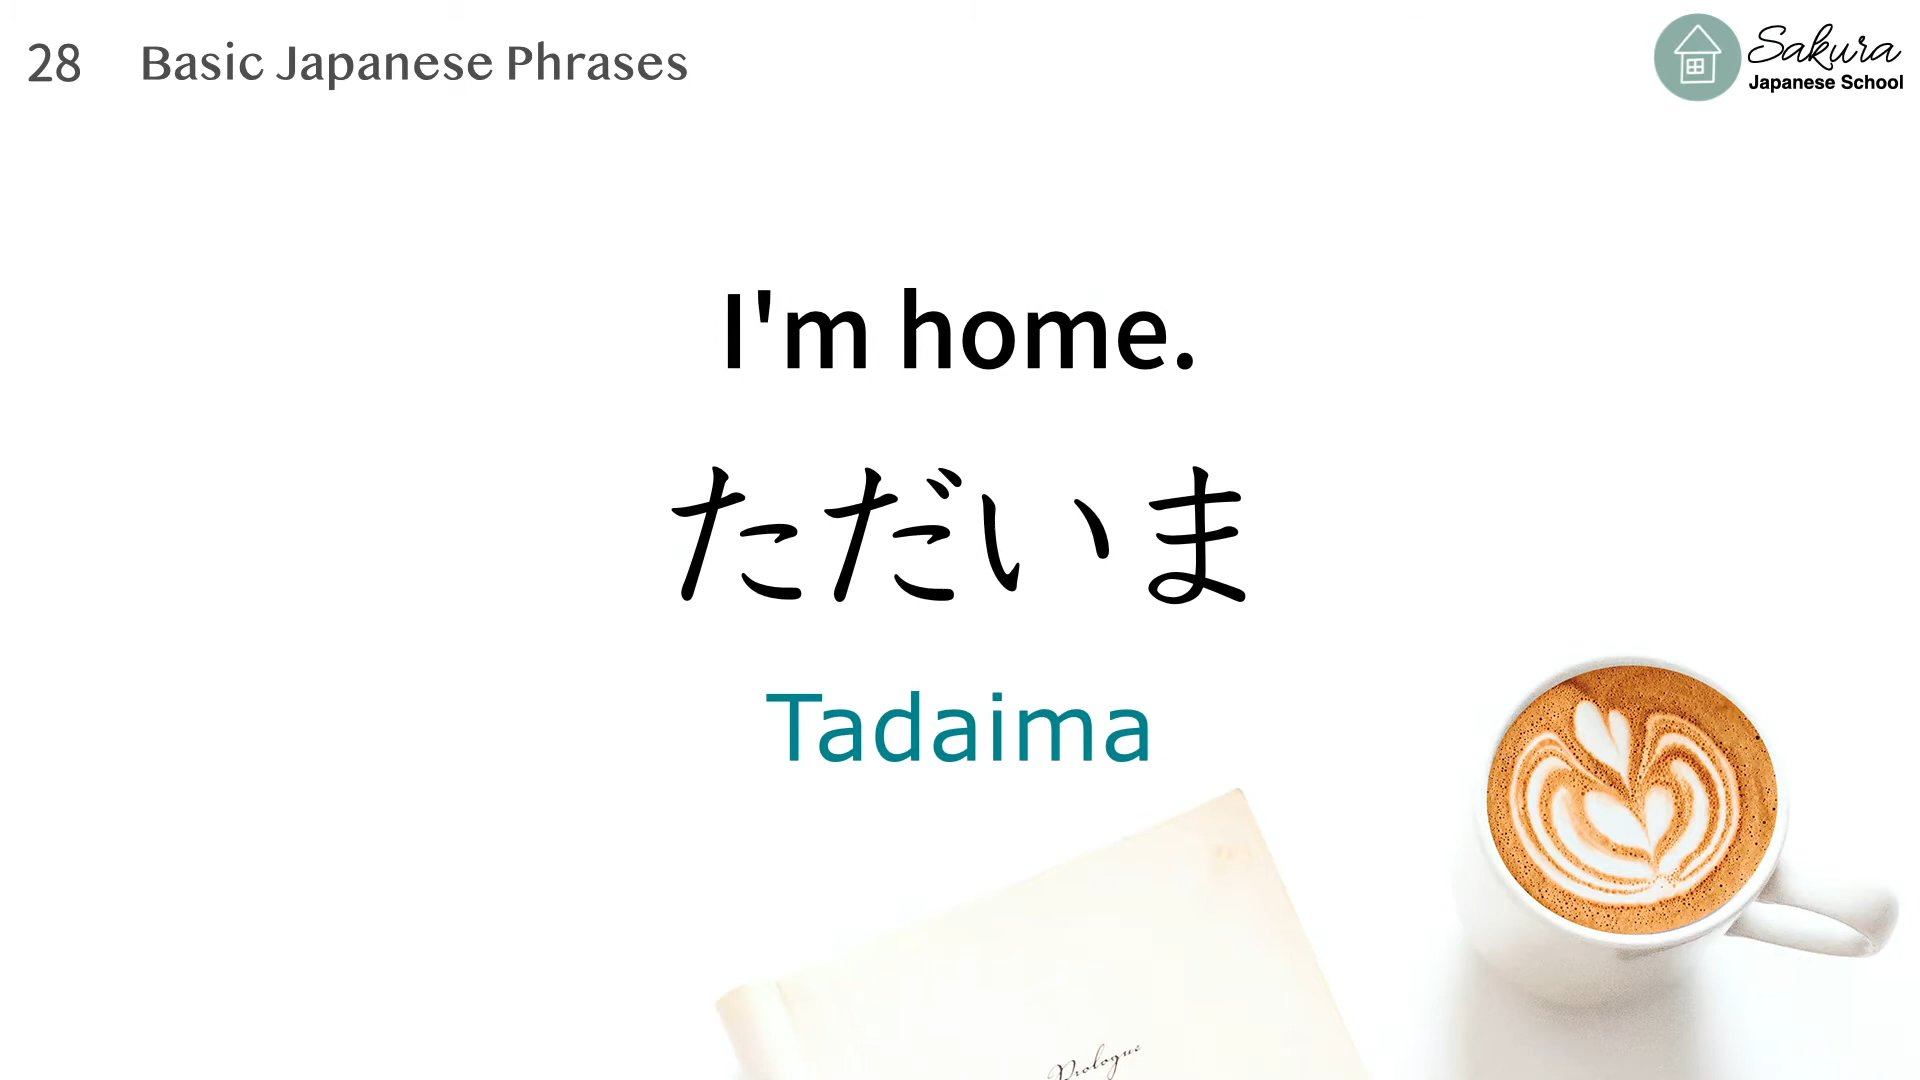 28 Basic Japanese Phrases
Sakura
Japanese School
I'm home.
ただいま
Tadaima
Prologue